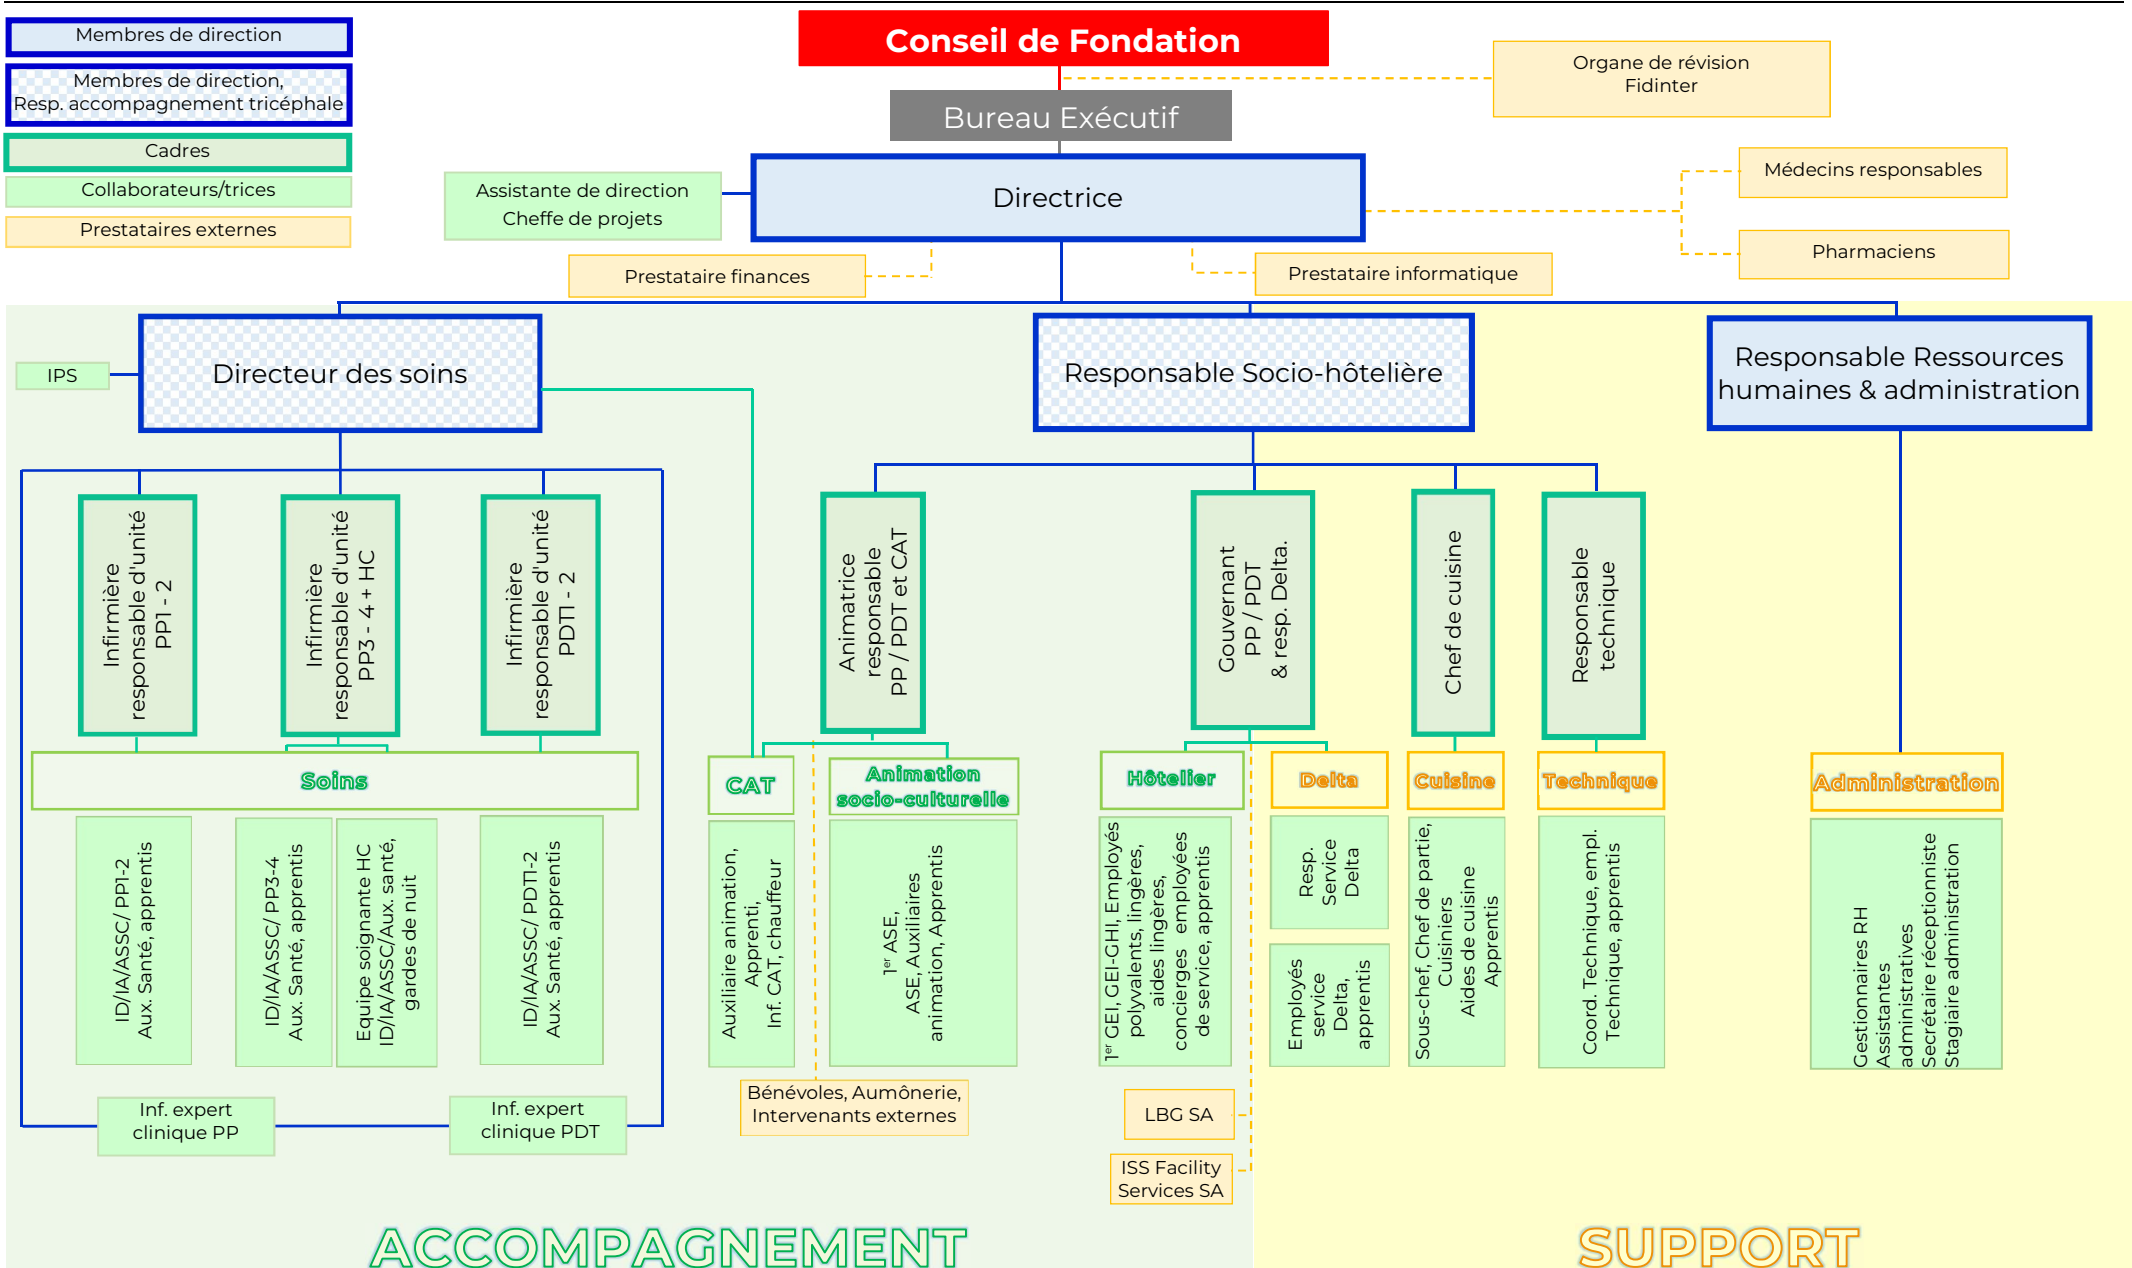 Membres de direction
Membres de direction,
Resp. accompagnement tricéphale
Cadres
Collaborateurs/trices
Prestataires externes
Conseil de Fondation
Organe de révision
Fidinter
Bureau Exécutif
Assistante de direction
Cheffe de projets
Directrice
Médecins responsables
Pharmaciens
Prestataire finances
Prestataire informatique
IPS
Directeur des soins
Responsable Socio-hôtelière
Responsable Ressources
humaines & administration
Infirmière
responsable d'unité
PP1 - 2
Infirmière
responsable d'unité
PP3 - 4 + HC
Infirmière
responsable d'unité
PDT1 - 2
Animatrice
responsable
PP / PDT et CAT
Gouvernant
PP / PDT
& resp. Delta.
Chef de cuisine
Responsable
technique
Soins
CAT
Animation
socio-culturelle
Hôtelier
Delta
Cuisine
Technique
Administration
ID/IA/ASSC/ PP1-2
Aux. Santé, apprentis
ID/IA/ASSC/ PP3-4
Aux. Santé, apprentis
Equipe soignante HC
ID/IA/ASSC/Aux. santé,
gardes de nuit
ID/IA/ASSC/ PDT1-2
Aux. Santé, apprentis
Auxiliaire animation,
Apprenti,
Inf. CAT, chauffeur
1er ASE,
ASE, Auxiliaires
animation, Apprentis
1er GEI, GEI-GHI, Employés
polyvalents, lingères,
aides lingères,
concierges employées
de service, apprentis
Resp.
Service
Delta
Employés
service
Delta,
apprentis
Sous-chef, Chef de partie,
Cuisiniers
Aides de cuisine
Apprentis
Coord. Technique, empl.
Technique, apprentis
Gestionnaires RH
Assistantes
administratives
Secrétaire réceptionniste
Stagiaire administration
Inf. expert
clinique PP
Inf. expert
clinique PDT
Bénévoles, Aumônerie,
Intervenants externes
LBG SA
ISS Facility
Services SA
ACCOMPAGNEMENT
SUPPORT